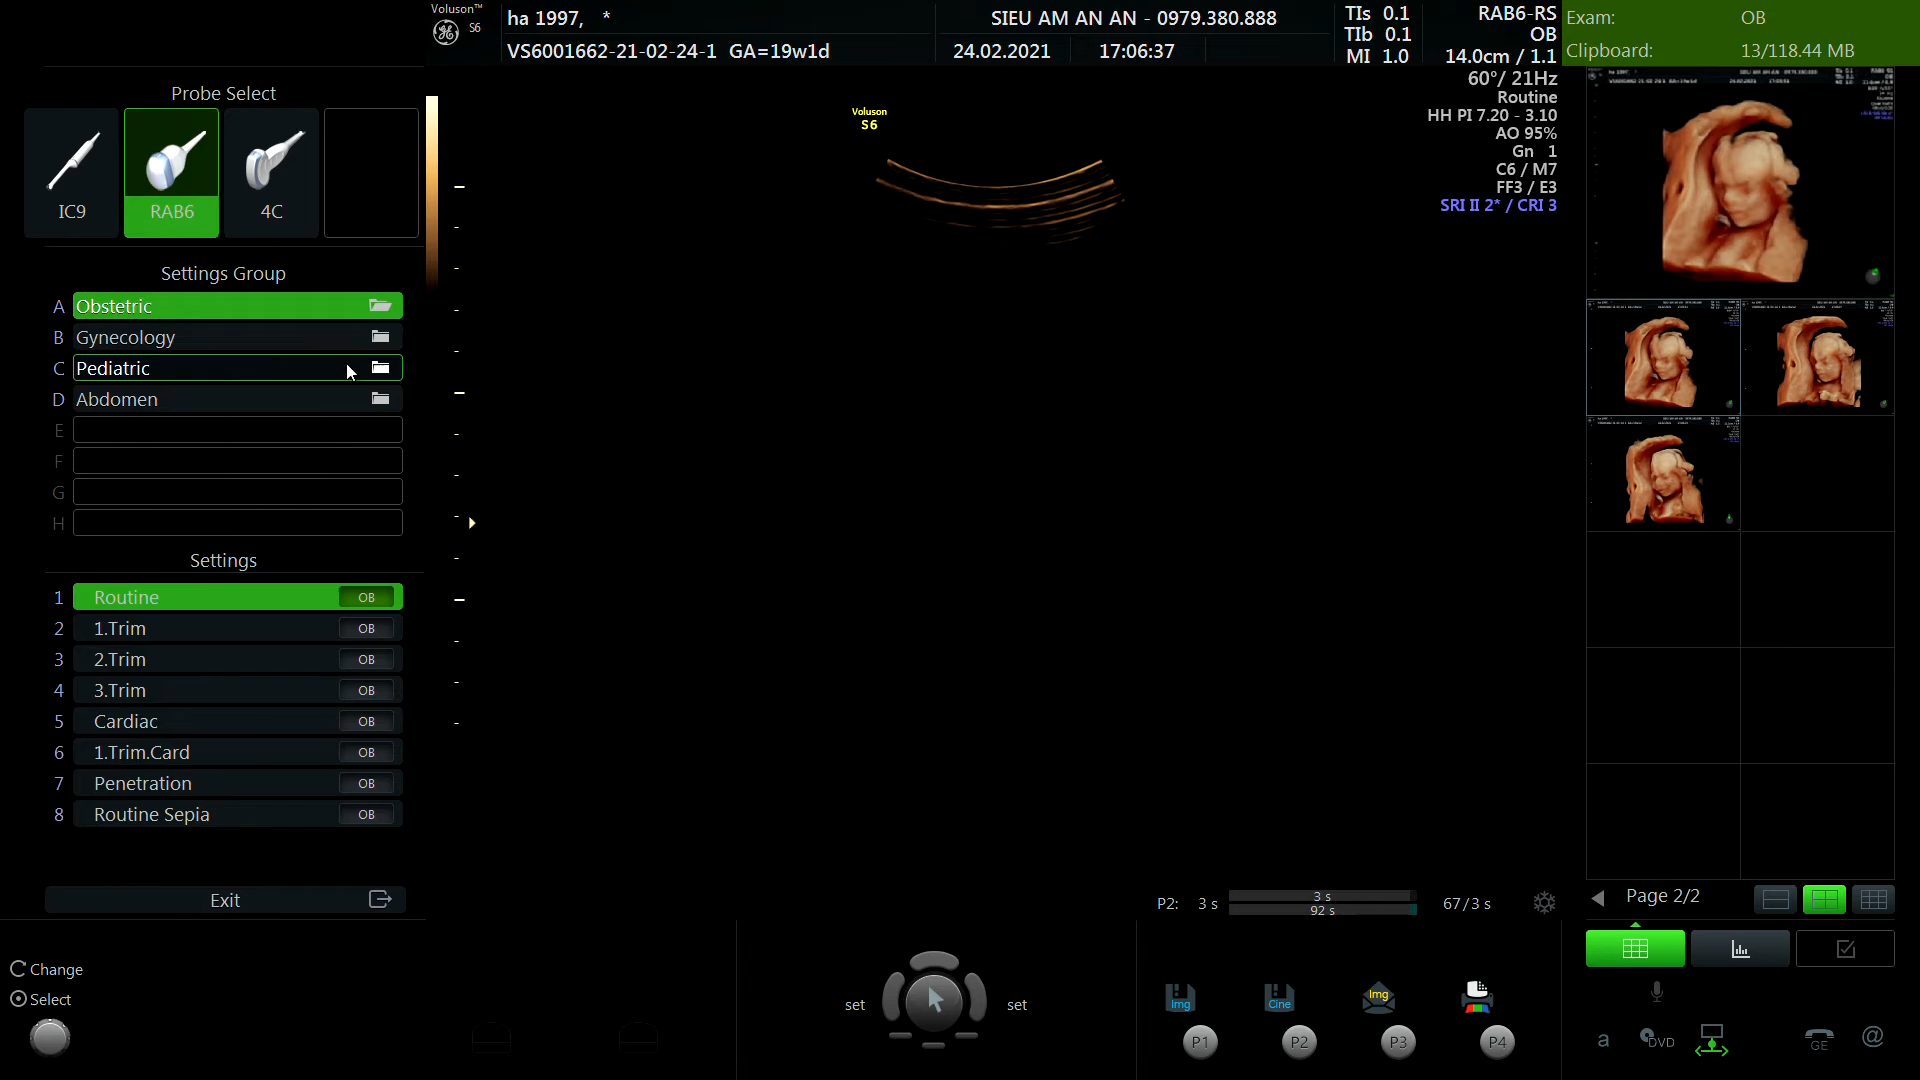 Voluson™
S6
ha 1997,   *
SIEU AM AN AN - 0979.380.888
VS6001662-21-02-24-1  GA=19w1d
24.02.2021
17:06:37
TIs 0.1
TIb 0.1
MI 1.0
RAB6-RS
OB
14.0cm / 1.1
Exam: OB
Clipboard: 13/118.44 MB
60°/ 21Hz
Routine
HH PI 7.20 - 3.10
AO 95%
Gn 1
C6 / M7
FF3 / E3
SRI II 2* / CRI 3
Voluson
S6
Probe Select
IC9
RAB6
4C
Settings Group
A Obstetric
B Gynecology
C Pediatric
D Abdomen
E
F
G
H
Settings
1 Routine OB
2 1.Trim OB
3 2.Trim OB
4 3.Trim OB
5 Cardiac OB
6 1.Trim.Card OB
7 Penetration OB
8 Routine Sepia OB
Exit
P2: 3 s
3 s
92 s
67/3 s
Page 2/2
Change
Select
set
set
Img
Cine
Img
P1
P2
P3
P4
a
DVD
GE
@